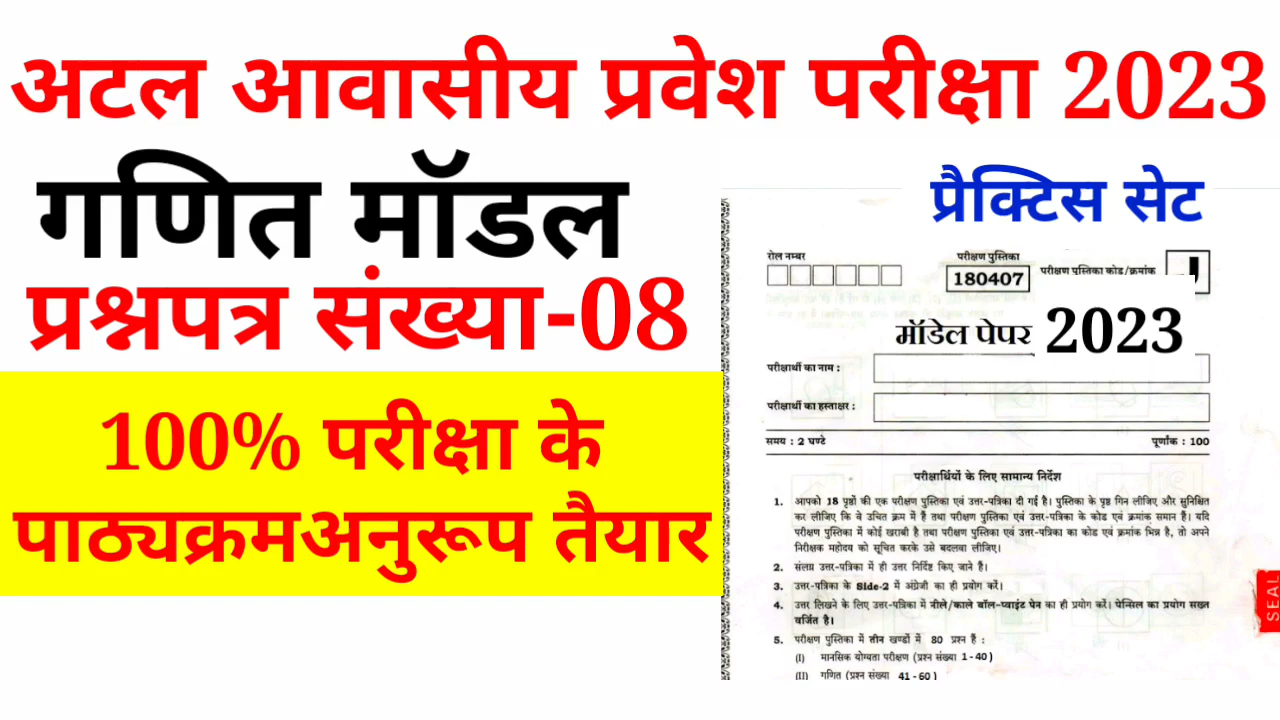 अटल आवासीय प्रवेश परीक्षा 2023
गणित मॉडल
प्रश्नपत्र संख्या-08
100% परीक्षा के
पाठ्यक्रमअनुरूप तैयार
प्रैक्टिस सेट
रोल नम्बर
परीक्षण पुस्तिका
180407
परीक्षण पुस्तिका कोड/क्रमांक
मॉडेल पेपर 2023
परीक्षार्थी का नाम :
परीक्षार्थी का हस्ताक्षर :
समय : 2 घण्टे पूर्णांक : 100
परीक्षार्थियों के लिए सामान्य निर्देश
1. आपको 18 पृष्ठों की एक परीक्षण पुस्तिका एवं उत्तर-पत्रिका दी गई है। पुस्तिका के पृष्ठ गिन लीजिए और सुनिश्चित
कर लीजिए कि वे उचित क्रम में हैं तथा परीक्षण पुस्तिका एवं उत्तर-पत्रिका के कोड एवं क्रमांक समान हैं। यदि
परीक्षण पुस्तिका में कोई खराबी है तथा परीक्षण पुस्तिका एवं उत्तर-पत्रिका का कोड एवं क्रमांक भिन्न है, तो अपने
निरीक्षक महोदय को सूचित करके उसे बदलवा लीजिए।
2. संलग्न उत्तर-पत्रिका में ही उत्तर निर्दिष्ट किए जाने हैं।
3. उत्तर-पत्रिका के Side-2 में अंग्रेजी का ही प्रयोग करें।
4. उत्तर लिखने के लिए उत्तर-पत्रिका में नीले/काले बॉल-प्वाइंट पेन का ही प्रयोग करें। पेन्सिल का प्रयोग सख्त
वर्जित है।
5. परीक्षण पुस्तिका में तीन खण्डों में 80 प्रश्न हैं :
(I) मानसिक योग्यता परीक्षण (प्रश्न संख्या 1-40)
(II) गणित (प्रश्न संख्या 41-60)
SEAL